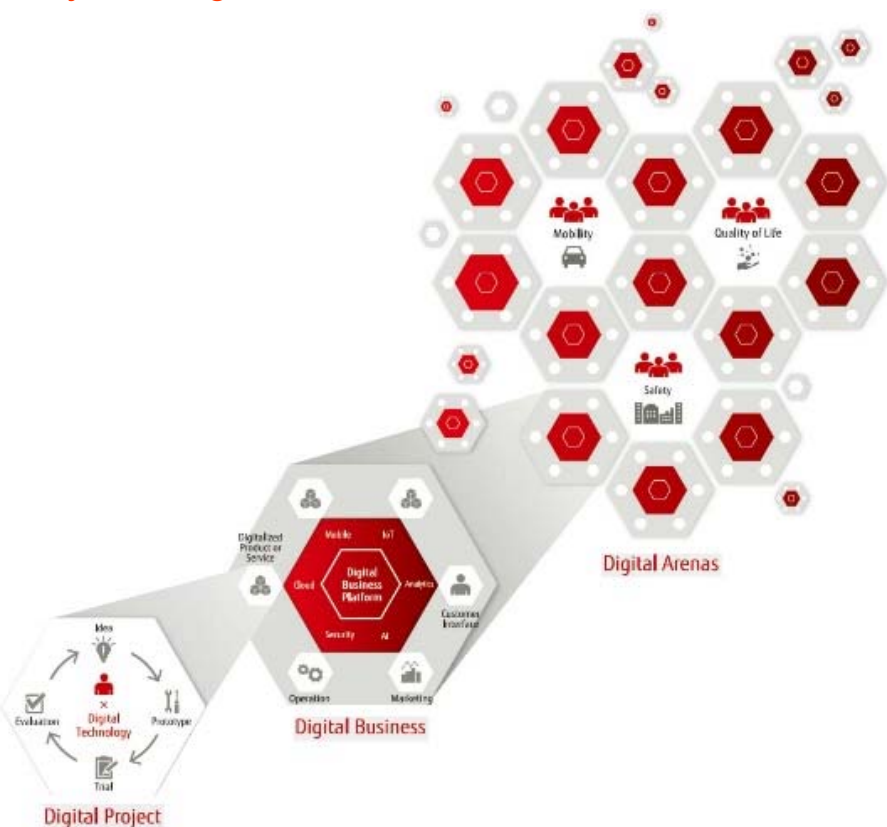 Mobility
Quality of Life
Safety
Digital Arenas
Digitalized
Product or
Service
Mobile
IoT
Cloud
Digital
Business
Platform
Analytics
Security
AI
Customer
Interface
Operation
Marketing
Digital Business
Idea
Evaluation
×
Digital
Technology
Prototype
Trial
Digital Project